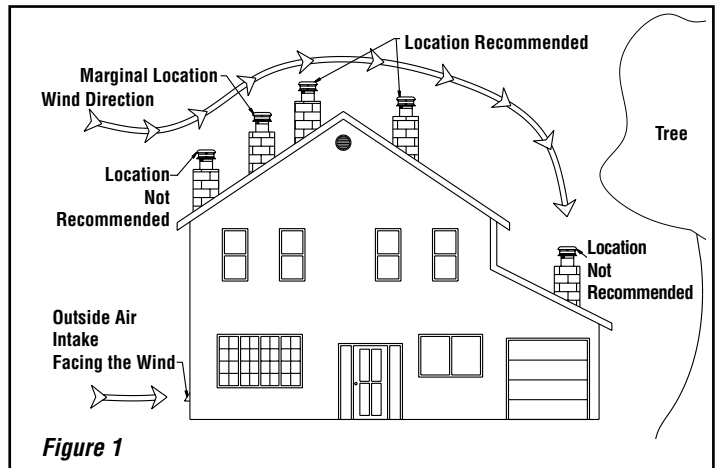 Location Recommended
Marginal Location
Wind Direction
Tree
Location
Not
Recommended
Location
Not
Recommended
Outside Air
Intake
Facing the Wind
Figure 1